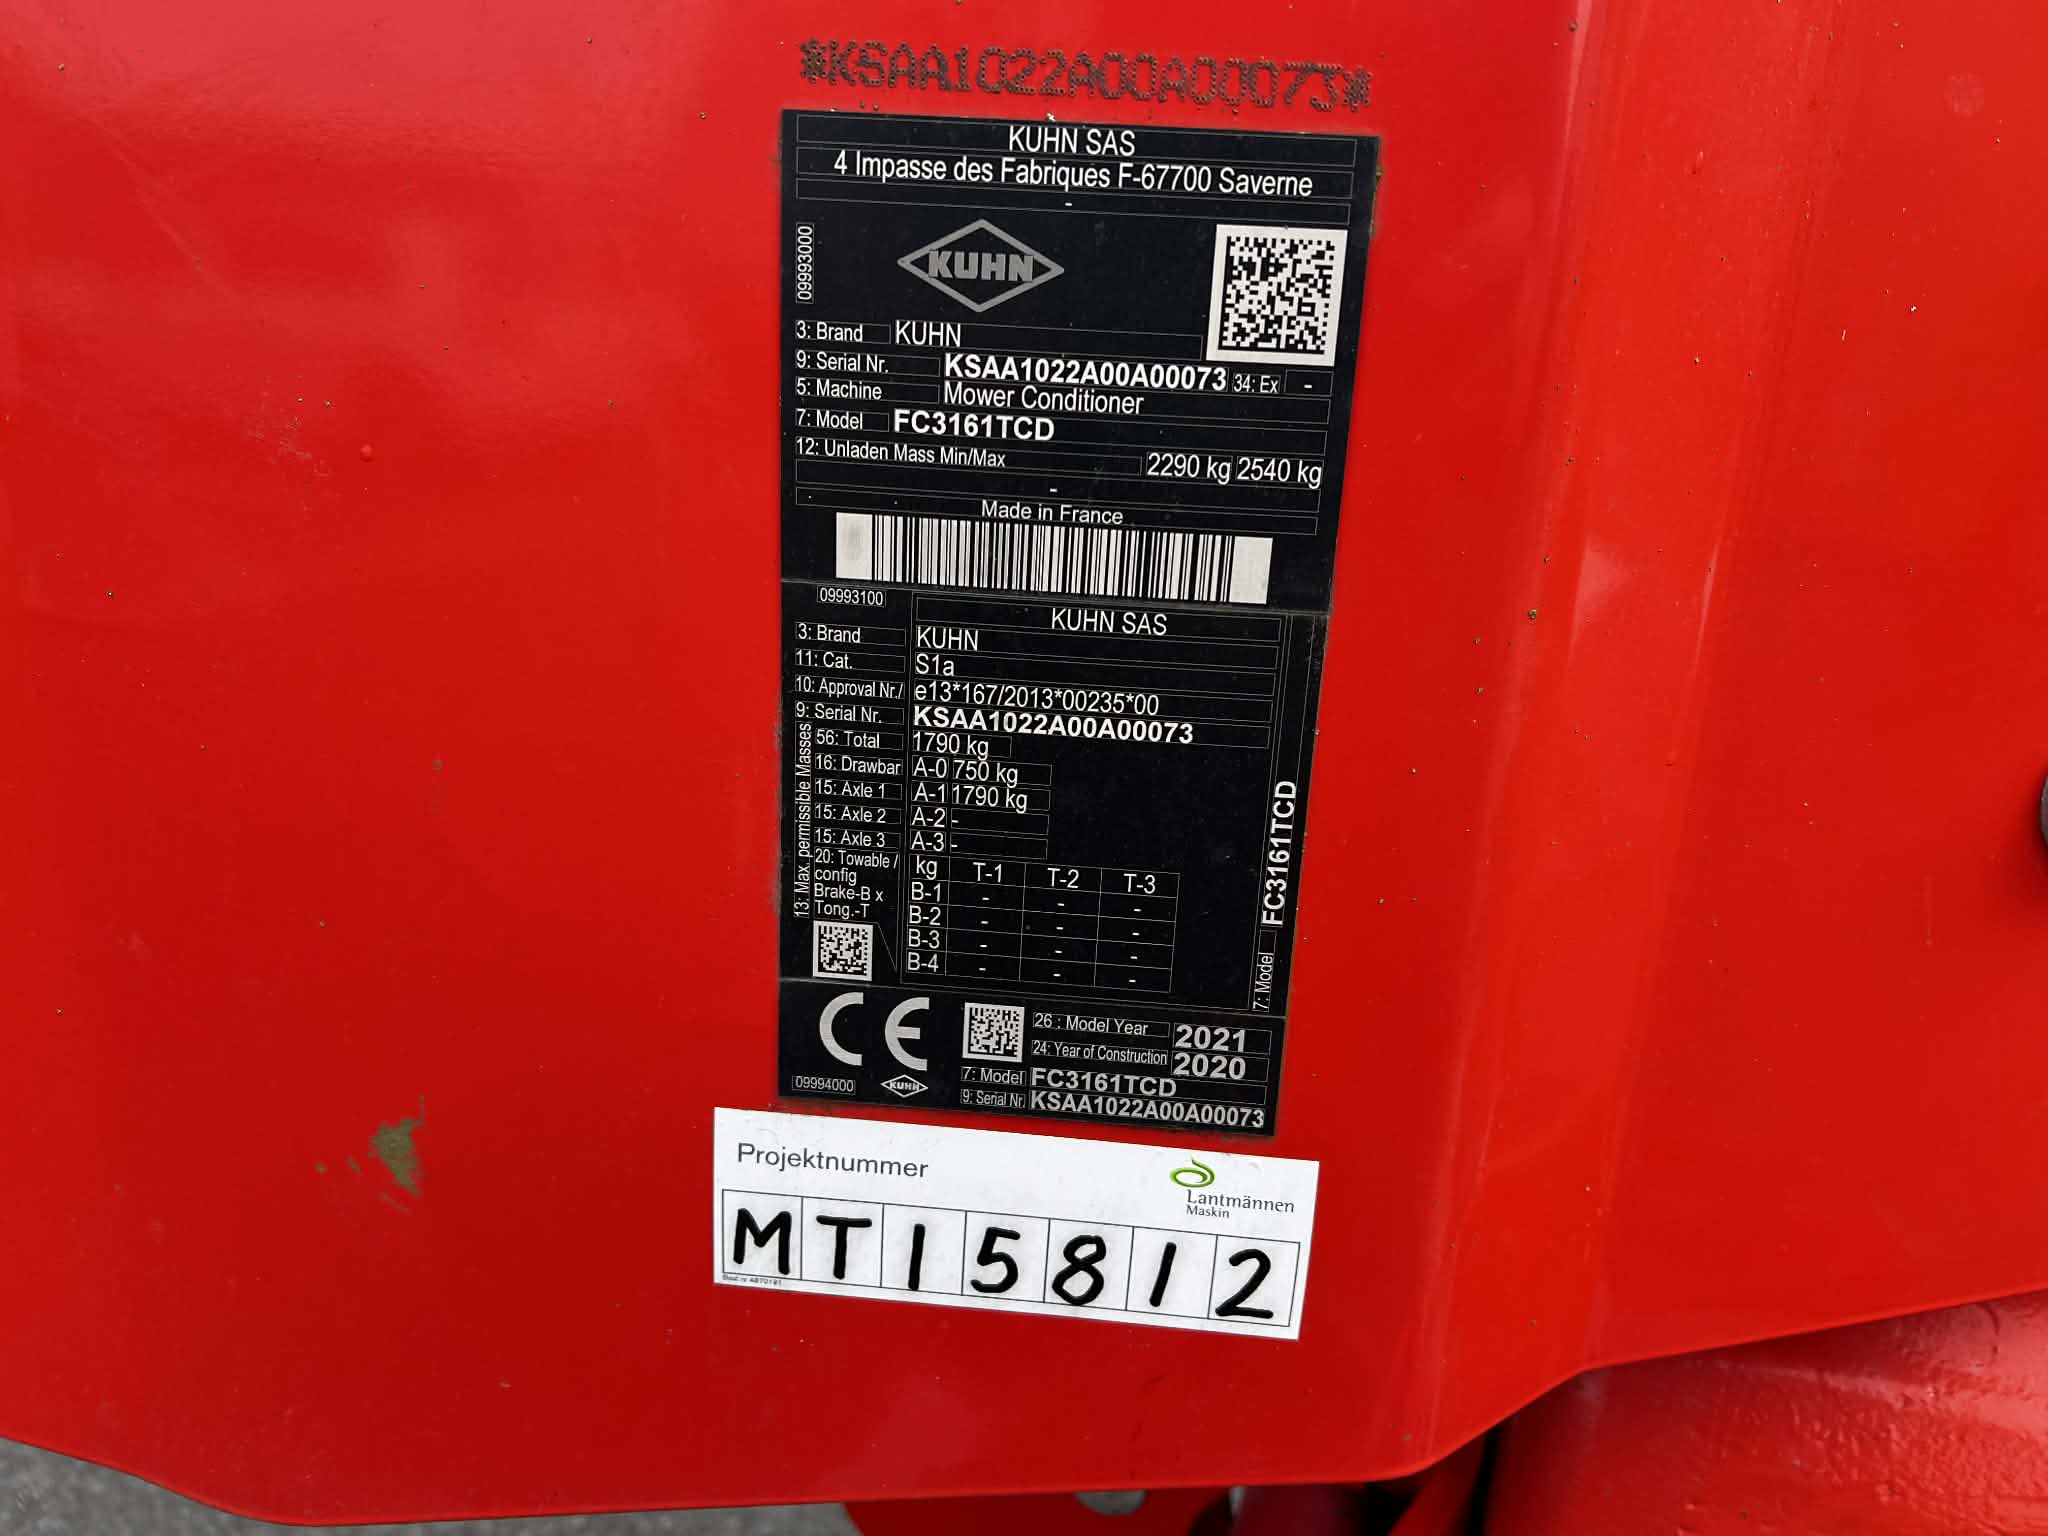 *KSAA1022A00A00073*
KUHN SAS
4 Impasse des Fabriques F-67700 Saverne
-
09993000
KUHN
3: Brand KUHN
9: Serial Nr. KSAA1022A00A00073 34: Ex -
5: Machine Mower Conditioner
7: Model FC3161TCD
12: Unladen Mass Min/Max 2290 kg 2540 kg
-
Made in France
09993100
KUHN SAS
3: Brand KUHN
11: Cat. S1a
10: Approval Nr./ e13*167/2013*00235*00
9: Serial Nr. KSAA1022A00A00073
13: Max. permissible Masses
56: Total 1790 kg
16: Drawbar A-0 750 kg
15: Axle 1 A-1 1790 kg
15: Axle 2 A-2 -
15: Axle 3 A-3 -
20: Towable / config Brake-B x Tong.-T
kg T-1 T-2 T-3
B-1 - - -
B-2 - - -
B-3 - - -
B-4 - - -
7: Model FC3161TCD
CE
26 : Model Year 2021
24: Year of Construction 2020
7: Model FC3161TCD
9: Serial Nr. KSAA1022A00A00073
09994000
KUHN
Projektnummer
Lantmännen
Maskin
MT15812